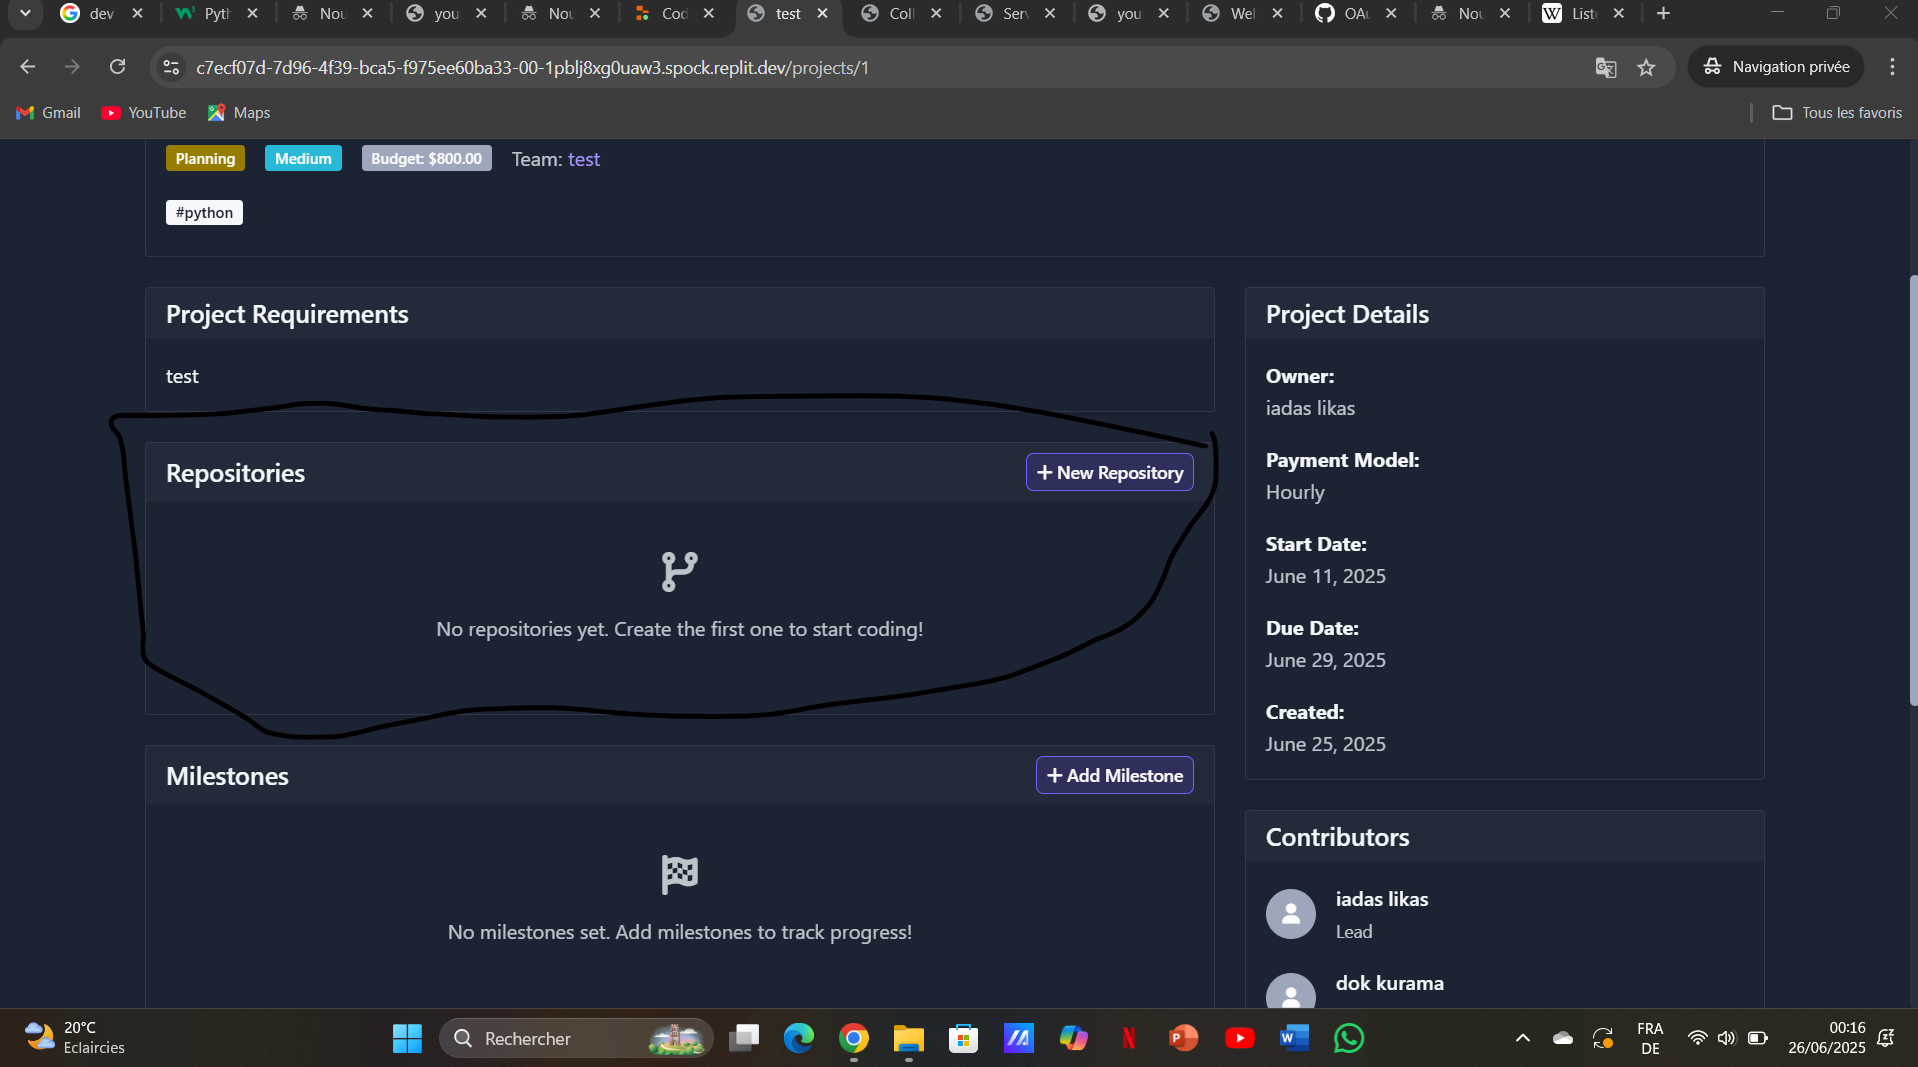 dev
Pyth
Nou
you
Nou
Cod
test
Coll
Serv
you
Wel
OAu
Nou
List
c7ecf07d-7d96-4f39-bca5-f975ee60ba33-00-1pblj8xg0uaw3.spock.replit.dev/projects/1
Navigation privée
Gmail
YouTube
Maps
Tous les favoris
Planning
Medium
Budget: $800.00
Team: test
#python
Project Requirements
test
Repositories
+ New Repository
No repositories yet. Create the first one to start coding!
Milestones
+ Add Milestone
No milestones set. Add milestones to track progress!
Project Details
Owner:
iadas likas
Payment Model:
Hourly
Start Date:
June 11, 2025
Due Date:
June 29, 2025
Created:
June 25, 2025
Contributors
iadas likas
Lead
dok kurama
20°C
Eclaircies
Rechercher
FRA
DE
00:16
26/06/2025